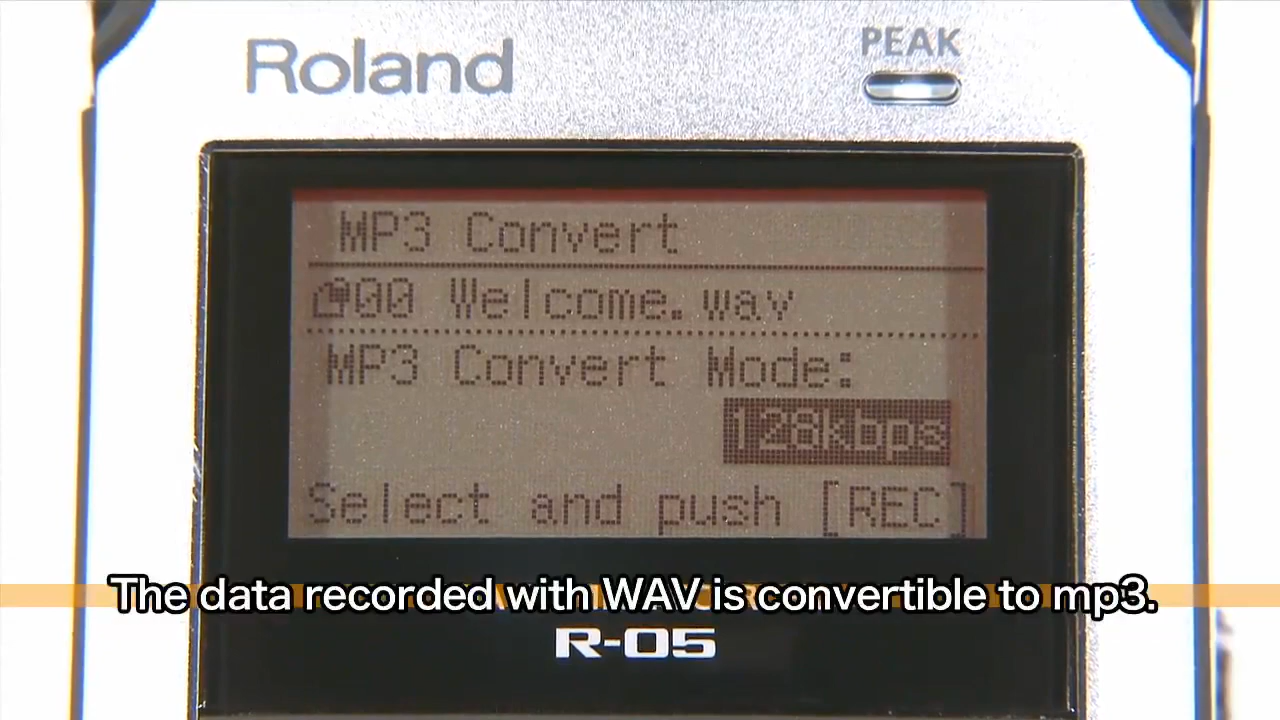 Roland
PEAK
MP3 Convert
00 Welcome.wav
MP3 Convert Mode:
128kbps
Select and push [REC]
The data recorded with WAV is convertible to mp3.
R-05